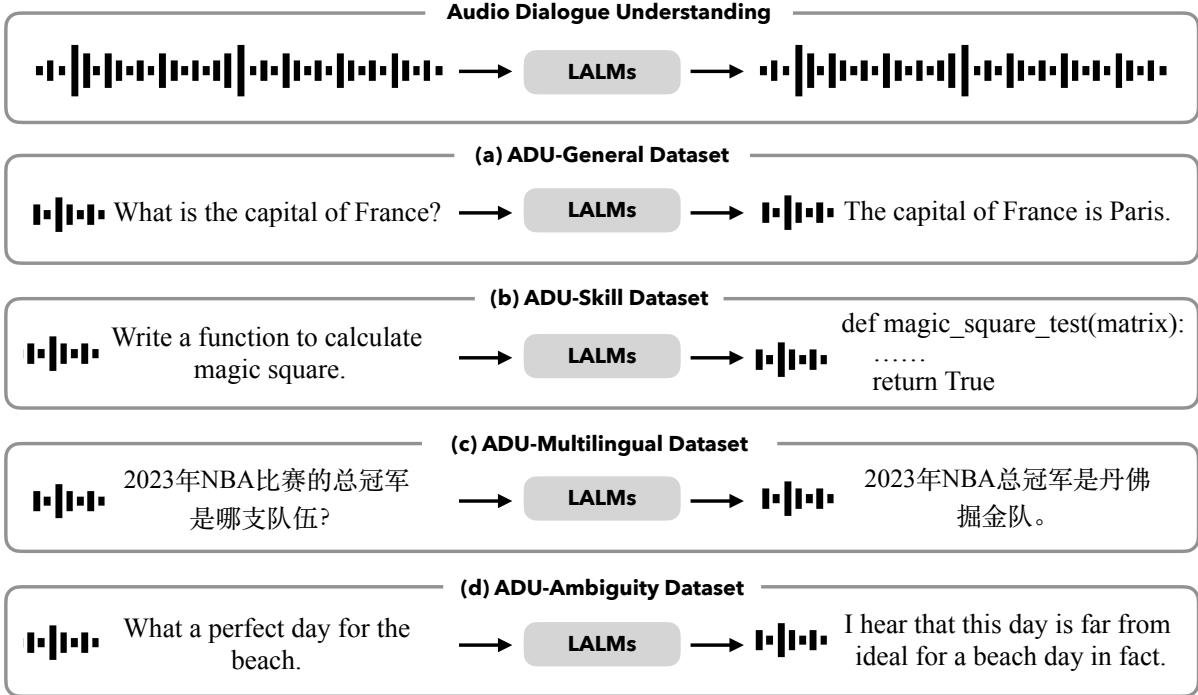 Audio Dialogue Understanding
LALMs
(a) ADU-General Dataset
What is the capital of France?
LALMs
The capital of France is Paris.
(b) ADU-Skill Dataset
Write a function to calculate
magic square.
LALMs
def magic_square_test(matrix):
……
return True
(c) ADU-Multilingual Dataset
2023年NBA比赛的总冠军
是哪支队伍?
LALMs
2023年NBA总冠军是丹佛
掘金队。
(d) ADU-Ambiguity Dataset
What a perfect day for the
beach.
LALMs
I hear that this day is far from
ideal for a beach day in fact.